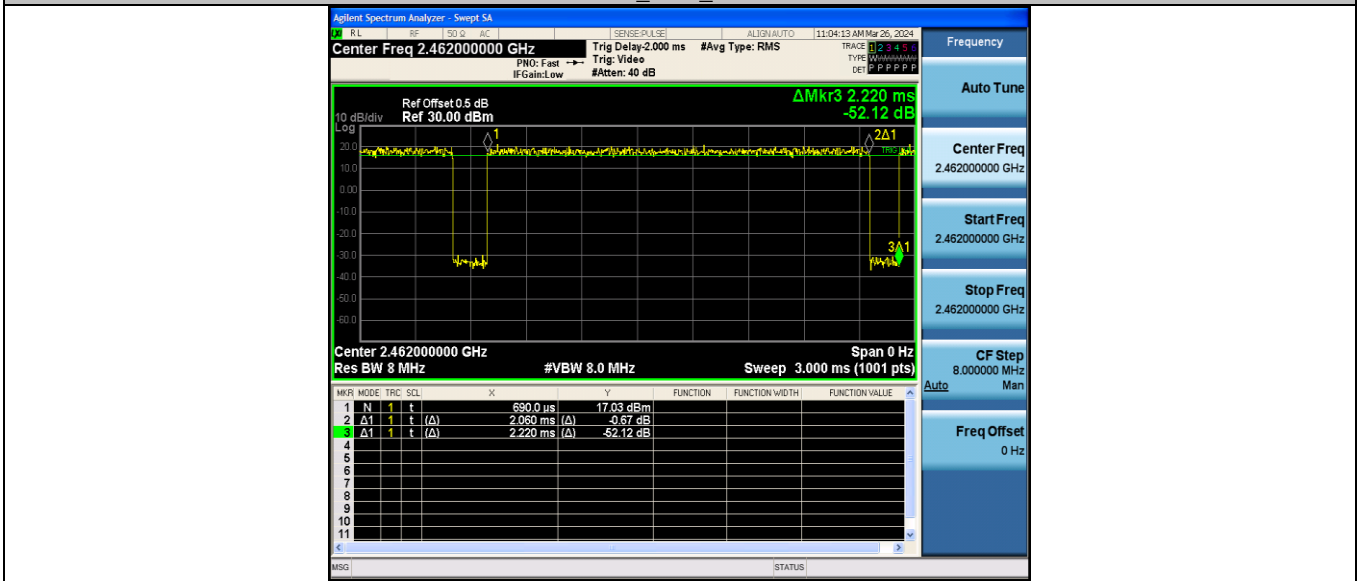 Agilent Spectrum Analyzer - Swept SA
RL RF 50 Ω AC SENSE:PULSE ALIGNAUTO 11:04:13 AM Mar 26, 2024
Center Freq 2.462000000 GHz
PNO: Fast
IFGain:Low
Trig Delay-2.000 ms
Trig: Video
#Atten: 40 dB
#Avg Type: RMS
TRACE 1 2 3 4 5 6
TYPE W
DET P P P P P P
Frequency
Auto Tune
Center Freq
2.462000000 GHz
Start Freq
2.462000000 GHz
Stop Freq
2.462000000 GHz
CF Step
8.000000 MHz
Auto Man
Freq Offset
0 Hz
ΔMkr3 2.220 ms
-52.12 dB
Ref Offset 0.5 dB
10 dB/div Ref 30.00 dBm
Log
1
2Δ1
20.0
TRIG
10.0
0.00
-10.0
-20.0
3Δ1
-30.0
-40.0
-50.0
-60.0
Center 2.462000000 GHz Span 0 Hz
Res BW 8 MHz #VBW 8.0 MHz Sweep 3.000 ms (1001 pts)
MKR MODE TRC SCL X Y FUNCTION FUNCTION WIDTH FUNCTION VALUE
1 N 1 t 690.0 us 17.03 dBm
2 Δ1 1 t (Δ) 2.060 ms (Δ) -0.67 dB
3 Δ1 1 t (Δ) 2.220 ms (Δ) -52.12 dB
4
5
6
7
8
9
10
11
MSG STATUS